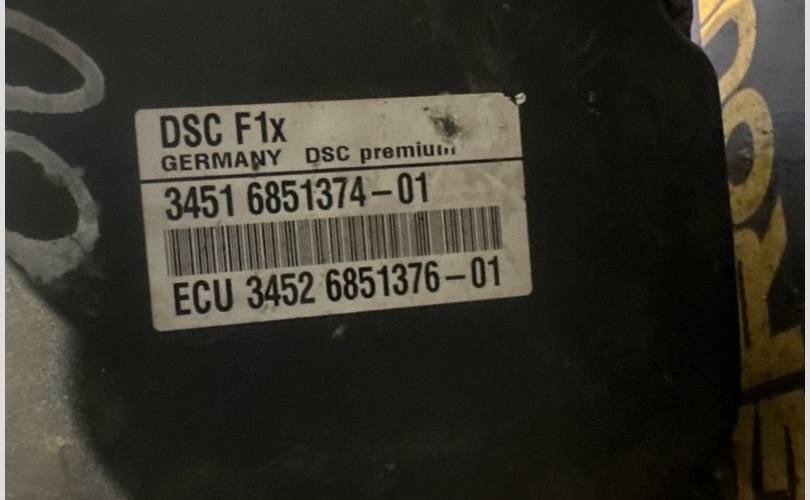 DSC F1x
GERMANY DSC premium
3451 6851374-01
ECU 3452 6851376-01